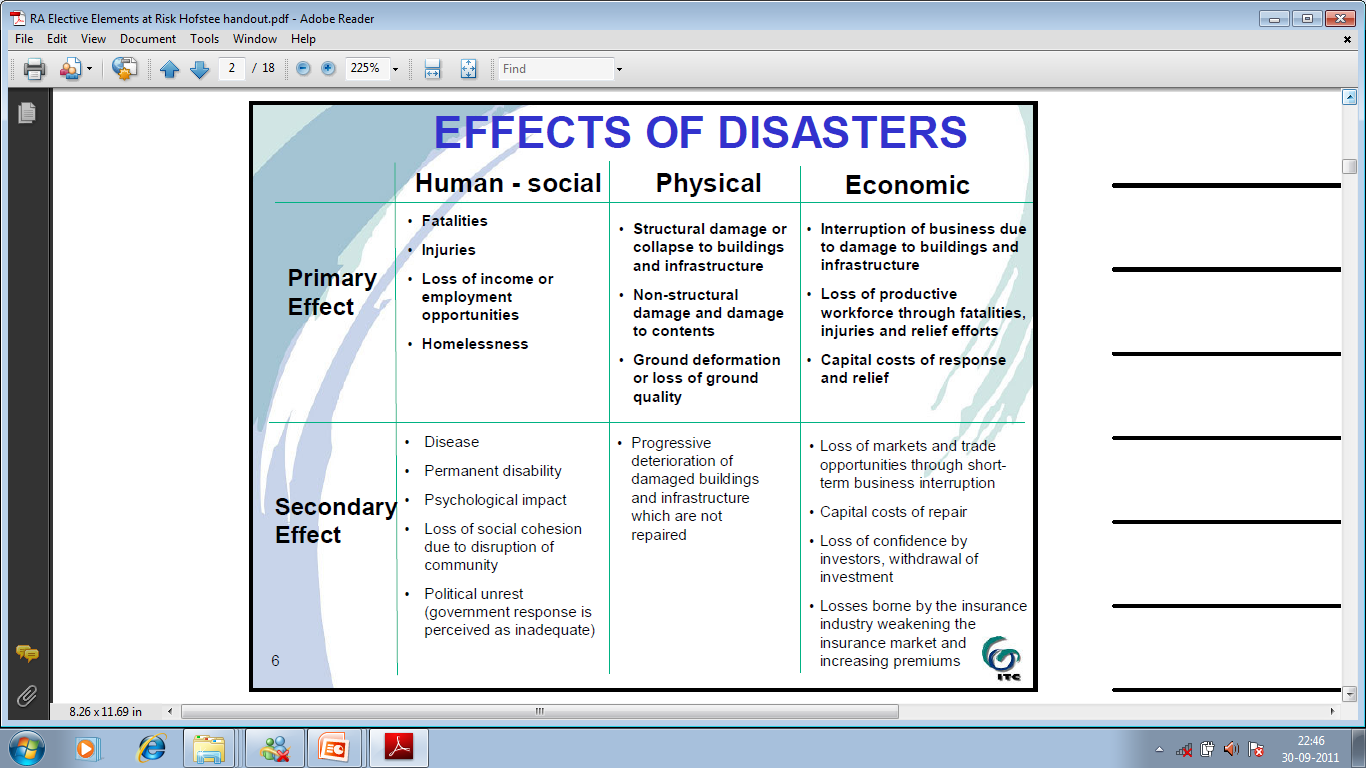 RA Elective Elements at Risk Hofstee handout.pdf - Adobe Reader
File Edit View Document Tools Window Help
2 / 18 225% Find
EFFECTS OF DISASTERS
Human - social Physical Economic
Primary
Effect
• Fatalities
• Injuries
• Loss of income or
employment
opportunities
• Homelessness
• Structural damage or
collapse to buildings
and infrastructure
• Non-structural
damage and damage
to contents
• Ground deformation
or loss of ground
quality
• Interruption of business due
to damage to buildings and
infrastructure
• Loss of productive
workforce through fatalities,
injuries and relief efforts
• Capital costs of response
and relief
Secondary
Effect
• Disease
• Permanent disability
• Psychological impact
• Loss of social cohesion
due to disruption of
community
• Political unrest
(government response is
perceived as inadequate)
• Progressive
deterioration of
damaged buildings
and infrastructure
which are not
repaired
• Loss of markets and trade
opportunities through short-
term business interruption
• Capital costs of repair
• Loss of confidence by
investors, withdrawal of
investment
• Losses borne by the insurance
industry weakening the
insurance market and
increasing premiums
6
ITC
8.26 x 11.69 in
22:46
30-09-2011